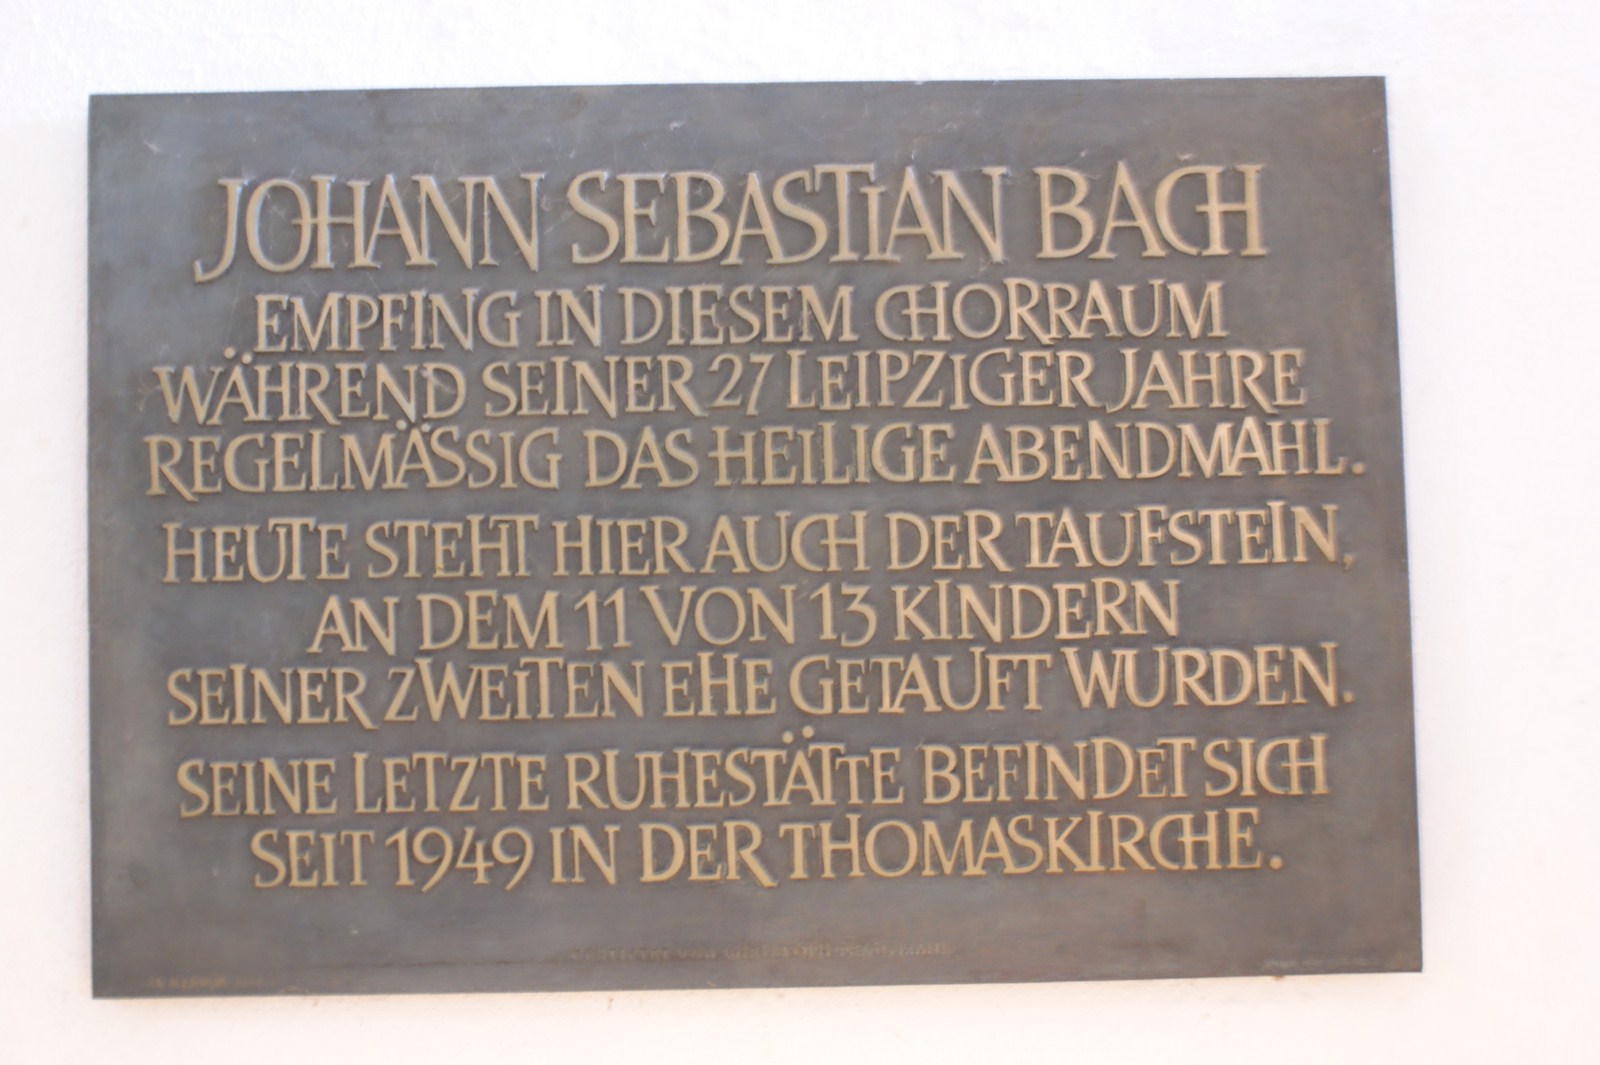 JOHANN SEBASTIAN BACH
EMPFING IN DIESEM CHORRAUM
WÄHREND SEINER 27 LEIPZIGER JAHRE
REGELMÄSSIG DAS HEILIGE ABENDMAHL.
HEUTE STEHT HIER AUCH DER TAUFSTEIN,
AN DEM 11 VON 13 KINDERN
SEINER ZWEITEN EHE GETAUFT WURDEN.
SEINE LETZTE RUHESTÄTTE BEFINDET SICH
SEIT 1949 IN DER THOMASKIRCHE.